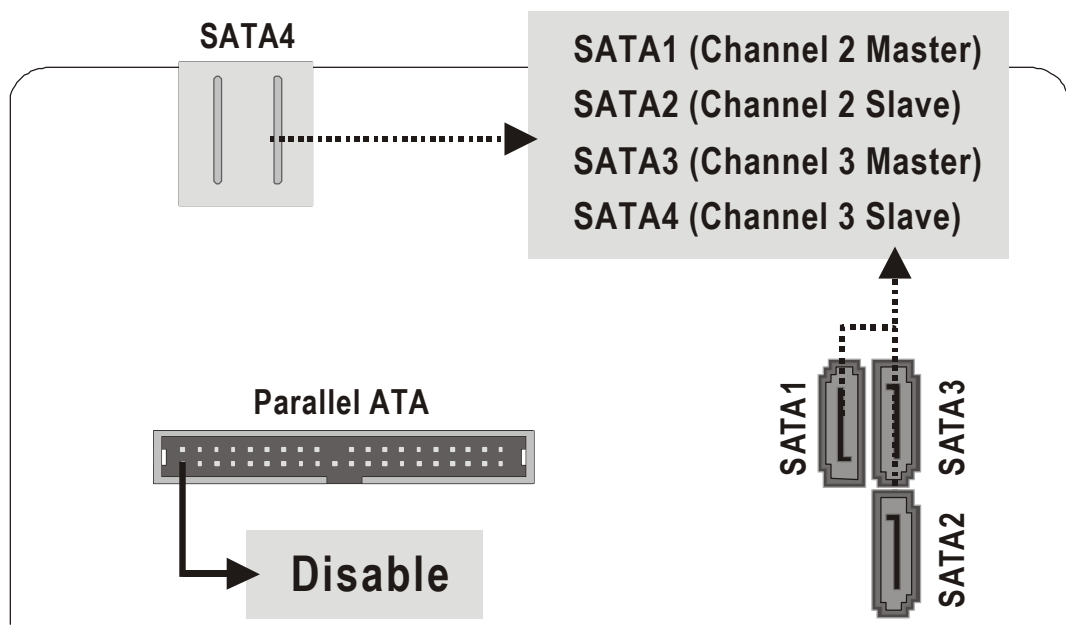 SATA4
SATA1 (Channel 2 Master)
SATA2 (Channel 2 Slave)
SATA3 (Channel 3 Master)
SATA4 (Channel 3 Slave)
Parallel ATA
Disable
SATA1
SATA3
SATA2